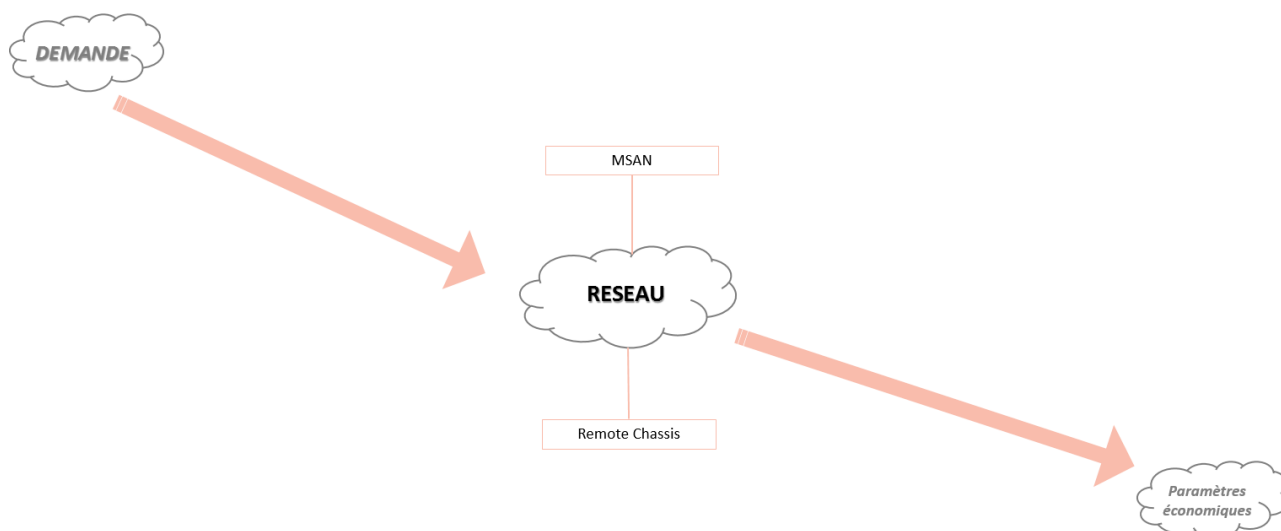 DEMANDE
MSAN
RESEAU
Remote Chassis
Paramètres
économiques